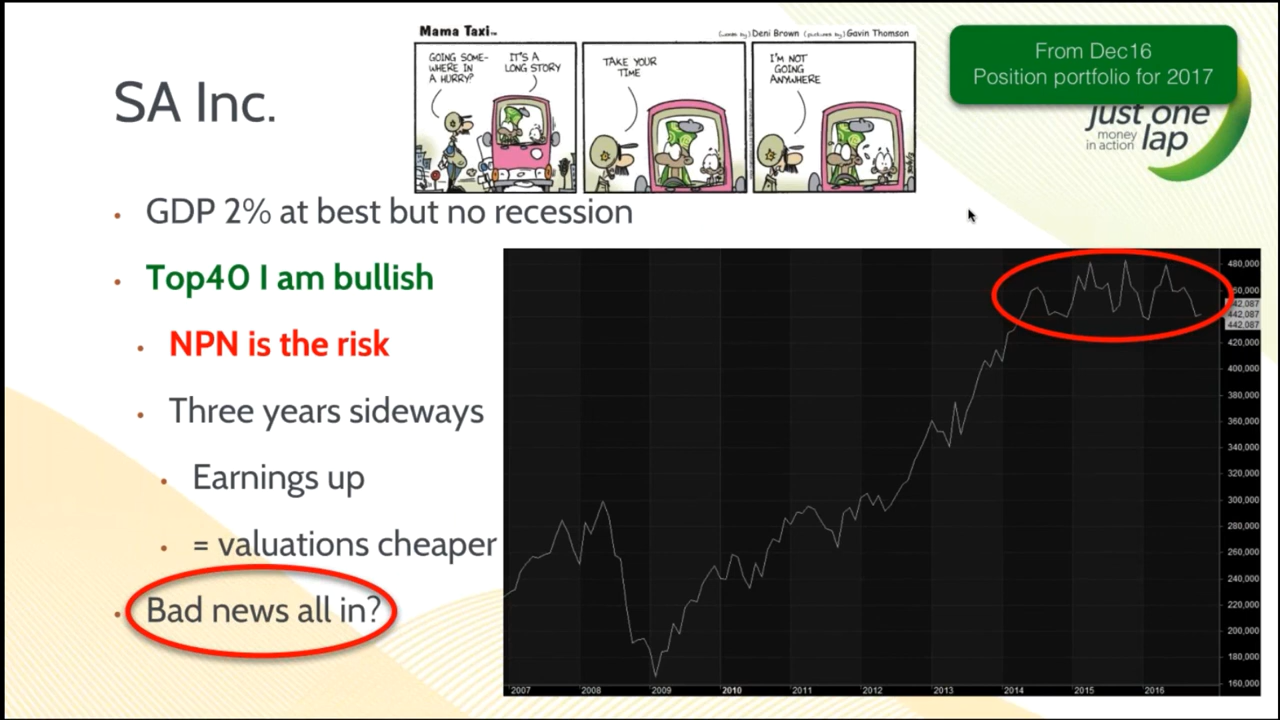 Mama Taxi™
(words by) Deni Brown (pictures by) Gavin Thomson
GOING SOME-
WHERE IN
A HURRY?
IT'S A
LONG STORY
TAKE YOUR
TIME
I'M NOT
GOING
ANYWHERE
From Dec16
Position portfolio for 2017
just one
money
in action
lap
SA Inc.
• GDP 2% at best but no recession
• Top40 I am bullish
• NPN is the risk
• Three years sideways
• Earnings up
• = valuations cheaper
• Bad news all in?
480,000
442,087
442,087
420,000
400,000
380,000
360,000
340,000
320,000
300,000
280,000
260,000
240,000
220,000
200,000
180,000
160,000
2007 2008 2009 2010 2011 2012 2013 2014 2015 2016